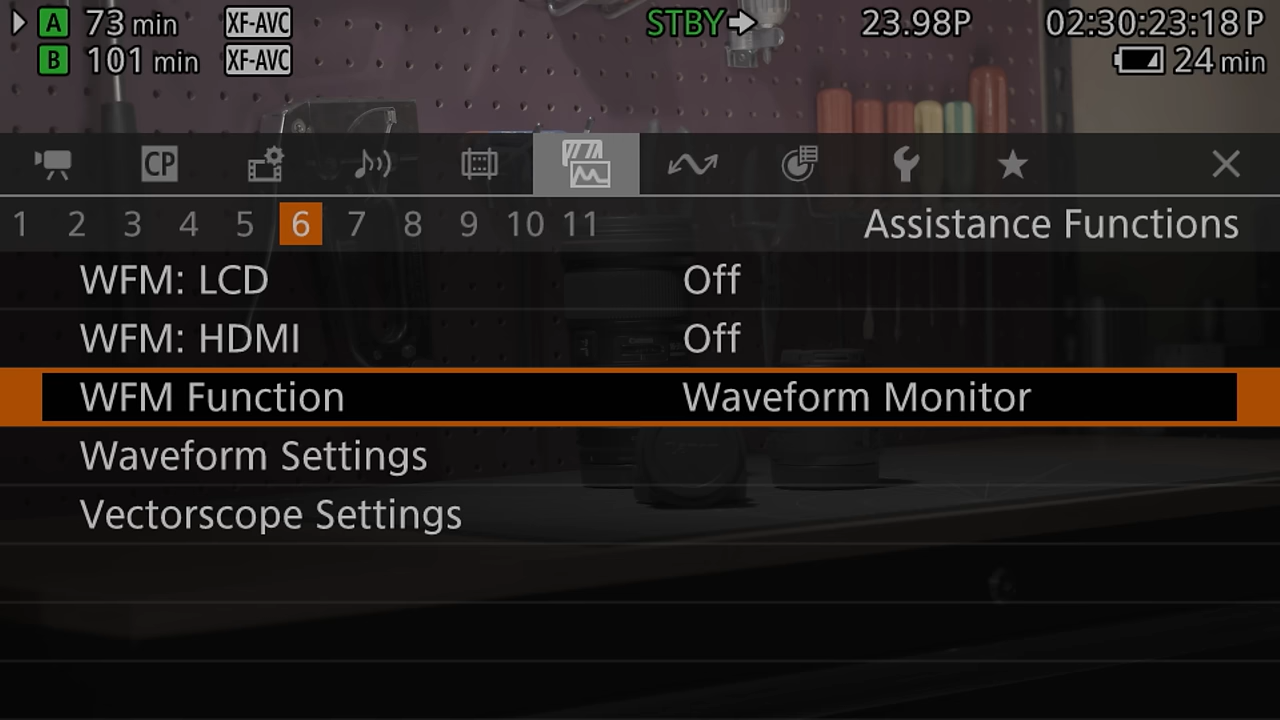 A 73 min XF-AVC STBY 23.98P 02:30:23:18 P
B 101 min XF-AVC 24 min
CP
1 2 3 4 5 6 7 8 9 10 11 Assistance Functions
WFM: LCD Off
WFM: HDMI Off
WFM Function Waveform Monitor
Waveform Settings
Vectorscope Settings